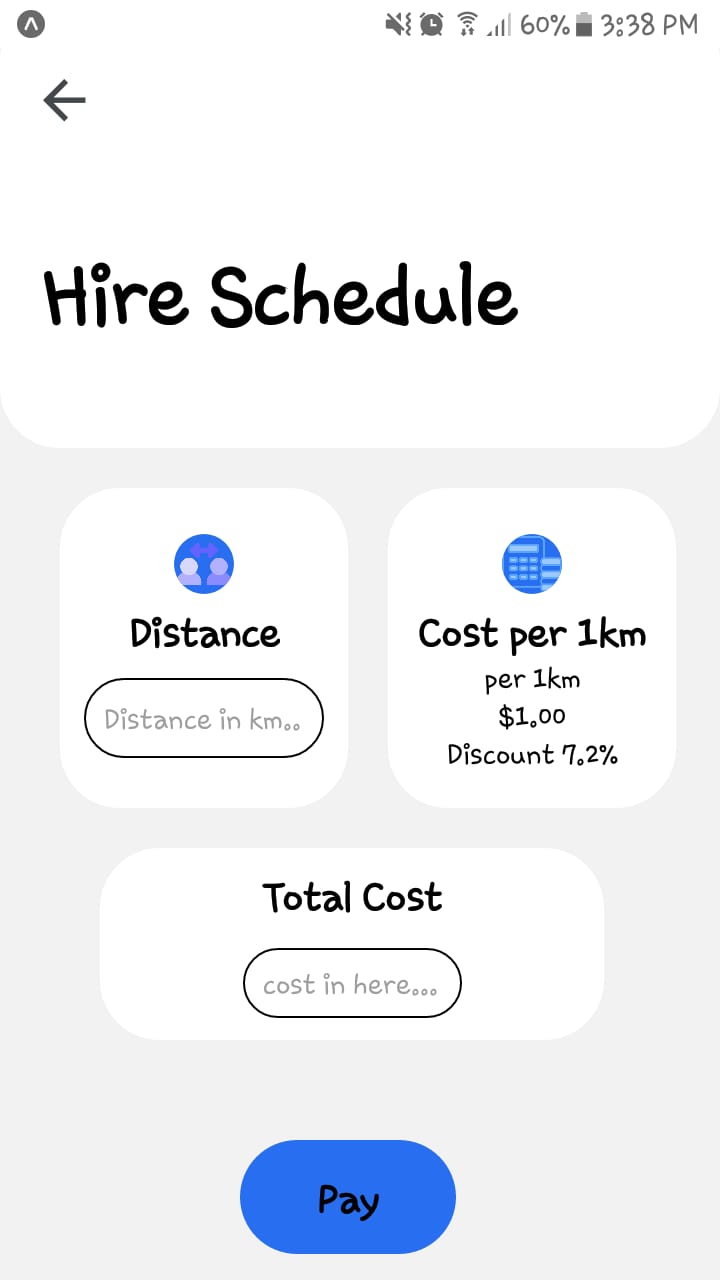 60% 3:38 PM
Hire Schedule
Distance
Distance in km..
Cost per 1km
per 1km
$1.00
Discount 7.2%
Total Cost
cost in here...
Pay